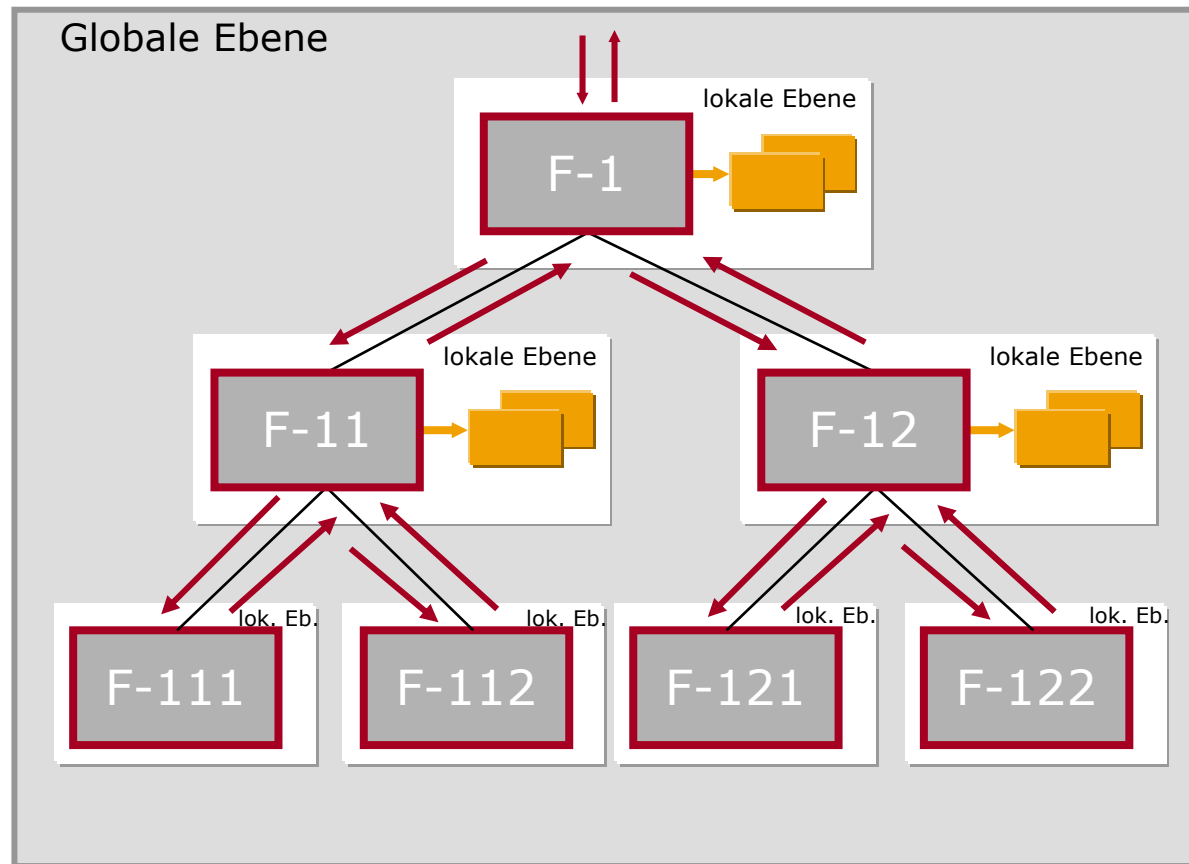 Globale Ebene
lokale Ebene
F-1
lokale Ebene
F-11
lokale Ebene
F-12
lok. Eb.
F-111
lok. Eb.
F-112
lok. Eb.
F-121
lok. Eb.
F-122